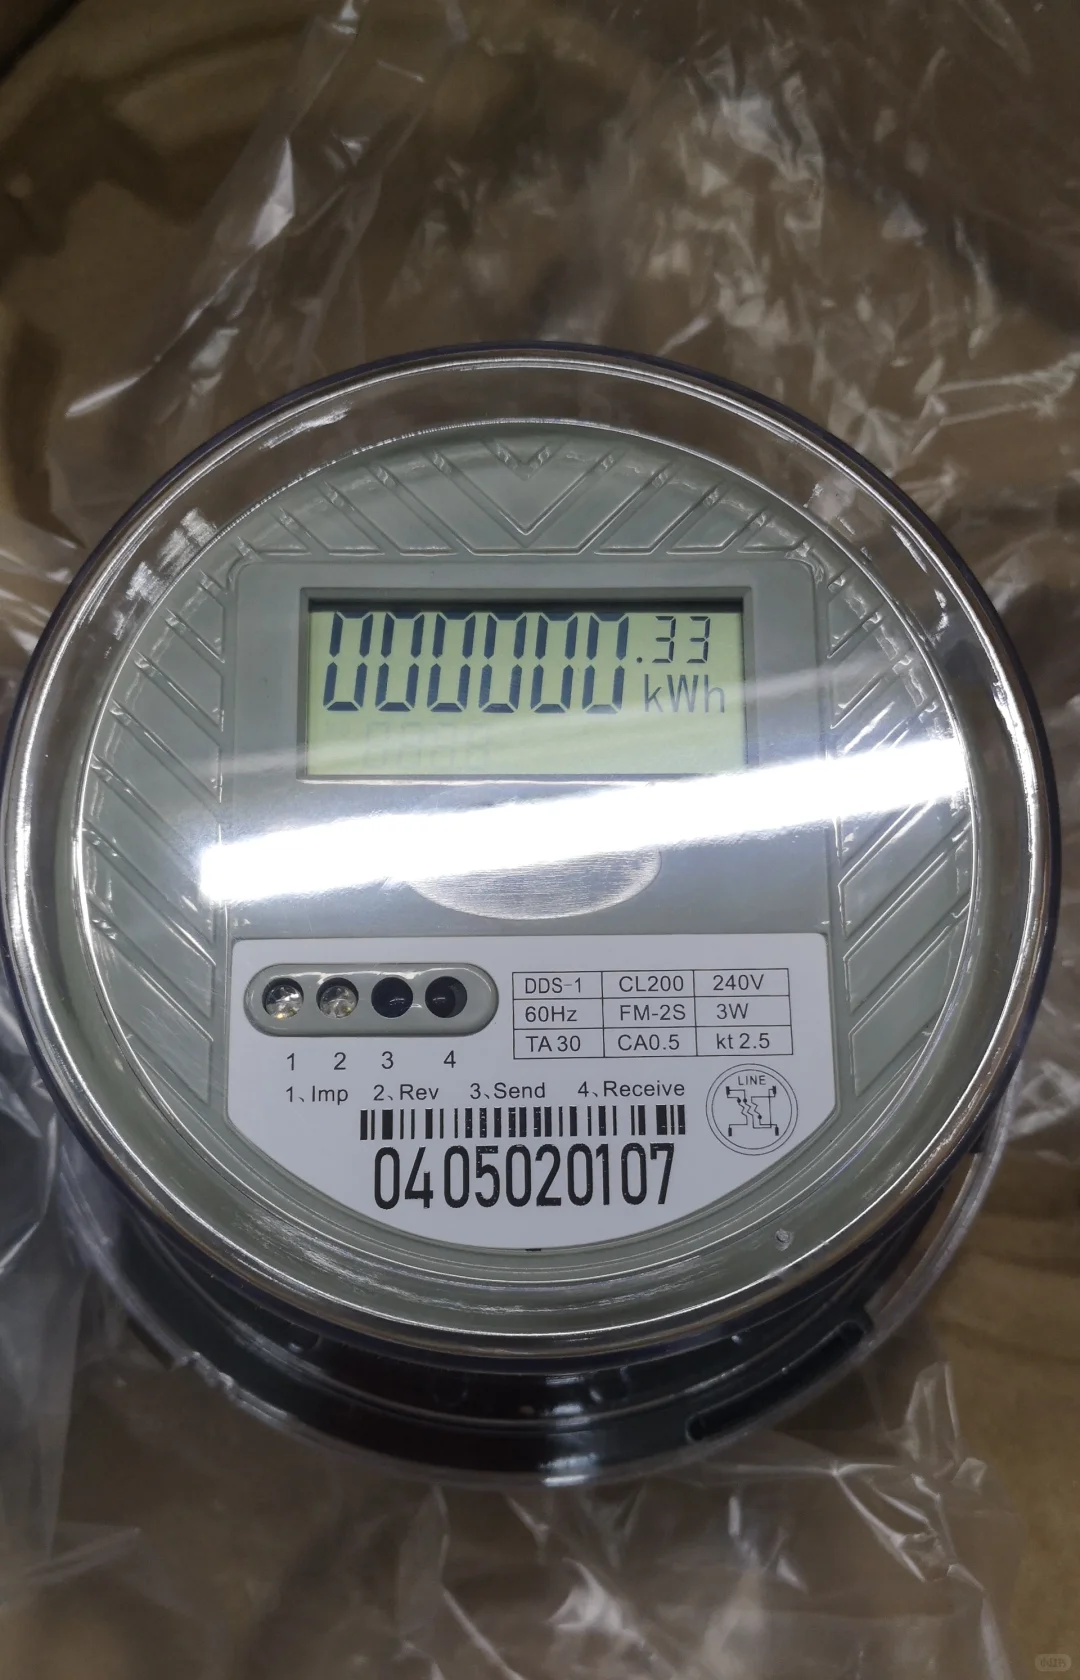 000000.33
kWh
DDS-1 CL200 240V
60Hz FM-2S 3W
TA 30 CA0.5 kt 2.5
1 2 3 4
1、Imp 2、Rev 3、Send 4、Receive
LINE
0405020107